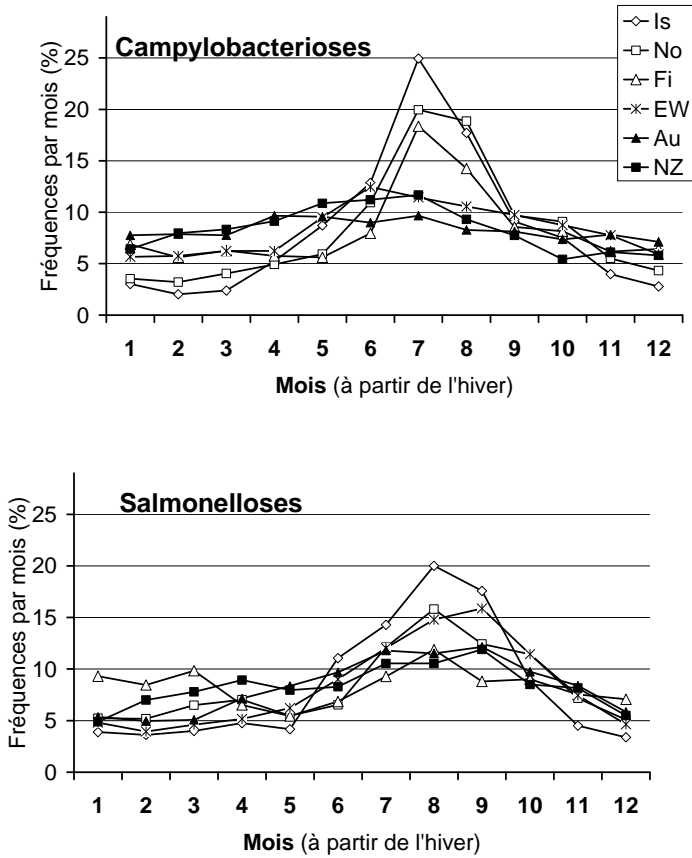 Campylobacterioses
Is
No
Fi
EW
Au
NZ
Fréquences par mois (%)
25
20
15
10
5
0
1 2 3 4 5 6 7 8 9 10 11 12
Mois (à partir de l'hiver)
Salmonelloses
Fréquences par mois (%)
25
20
15
10
5
0
1 2 3 4 5 6 7 8 9 10 11 12
Mois (à partir de l'hiver)